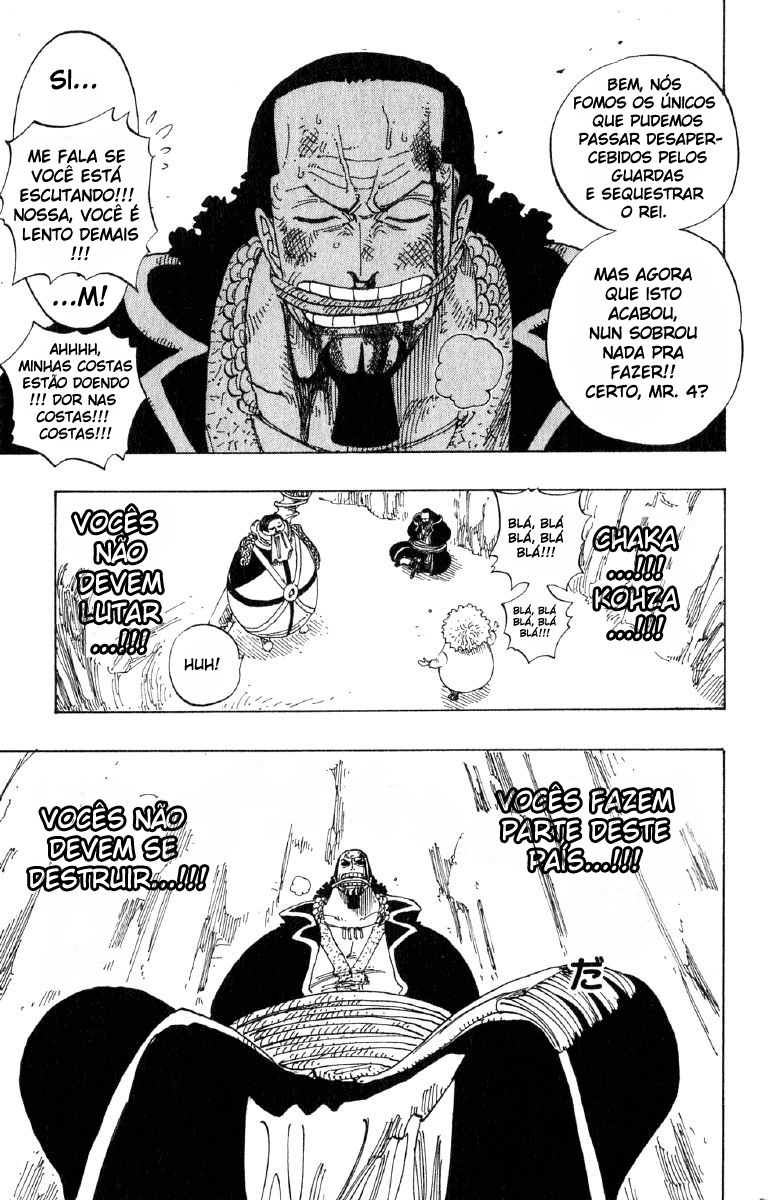 BEM, NÓS
FOMOS OS ÚNICOS
QUE PUDEMOS
PASSAR DESAPER-
CEBIDOS PELOS
GUARDAS
E SEQUESTRAR
O REI.
MAS AGORA
QUE ISTO
ACABOU,
NUN SOBROU
NADA PRA
FAZER!!
CERTO, MR. 4?
SI...
ME FALA SE
VOCÊ ESTÁ
ESCUTANDO!!!
NOSSA, VOCÊ É
LENTO DEMAIS
!!!
...M!
AHHHH,
MINHAS COSTAS
ESTÃO DOENDO
!!! DOR NAS
COSTAS!!!
COSTAS!!!
CHAKA
...!!!
KOHZA
...!!!
BLÁ, BLÁ
BLÁ, BLÁ
BLÁ!!!
BLÁ, BLÁ
BLÁ, BLÁ
BLÁ!!!
HUH!
VOCÊS
NÃO
DEVEM
LUTAR
...!!!
VOCÊS FAZEM
PARTE DESTE
PAÍS...!!!
VOCÊS NÃO
DEVEM SE
DESTRUIR...!!!
だ